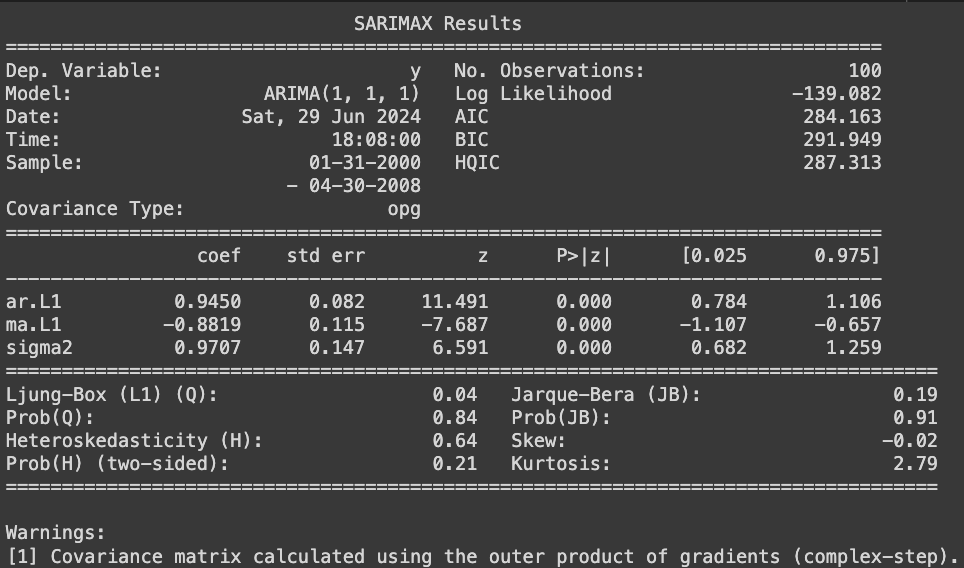 SARIMAX Results
==============================================================================
Dep. Variable:                      y   No. Observations:                  100
Model:                 ARIMA(1, 1, 1)   Log Likelihood                -139.082
Date:                Sat, 29 Jun 2024   AIC                            284.163
Time:                        18:08:00   BIC                            291.949
Sample:                    01-31-2000   HQIC                           287.313
                         - 04-30-2008
Covariance Type:                  opg
==============================================================================
                 coef    std err          z      P>|z|      [0.025      0.975]
------------------------------------------------------------------------------
ar.L1          0.9450      0.082     11.491      0.000       0.784       1.106
ma.L1         -0.8819      0.115     -7.687      0.000      -1.107      -0.657
sigma2         0.9707      0.147      6.591      0.000       0.682       1.259
===================================================================================
Ljung-Box (L1) (Q):                   0.04   Jarque-Bera (JB):                 0.19
Prob(Q):                              0.84   Prob(JB):                         0.91
Heteroskedasticity (H):               0.64   Skew:                            -0.02
Prob(H) (two-sided):                  0.21   Kurtosis:                         2.79
===================================================================================
Warnings:
[1] Covariance matrix calculated using the outer product of gradients (complex-step).